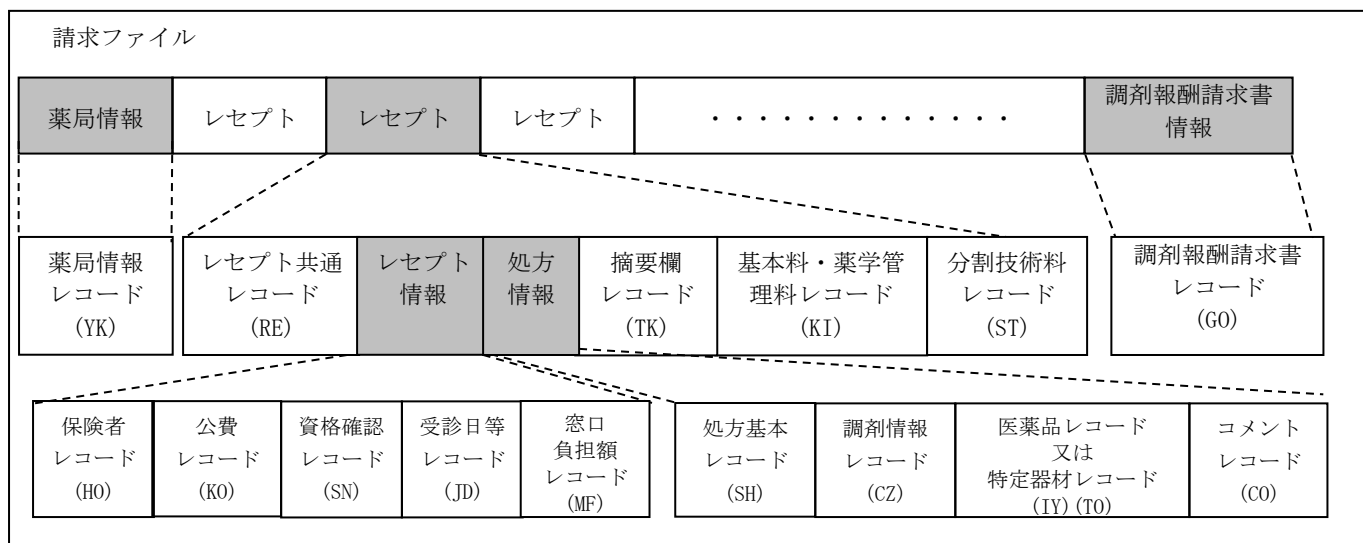 請求ファイル
薬局情報
レセプト
レセプト
レセプト
・・・・・・・・・・・・・
調剤報酬請求書
情報
薬局情報
レコード
(YK)
レセプト共通
レコード
(RE)
レセプト
情報
処方
情報
摘要欄
レコード
(TK)
基本料・薬学管
理料レコード
(KI)
分割技術料
レコード
(ST)
調剤報酬請求書
レコード
(GO)
保険者
レコード
(HO)
公費
レコード
(KO)
資格確認
レコード
(SN)
受診日等
レコード
(JD)
窓口
負担額
レコード
(MF)
処方基本
レコード
(SH)
調剤情報
レコード
(CZ)
医薬品レコード
又は
特定器材レコード
(IY)(TO)
コメント
レコード
(CO)